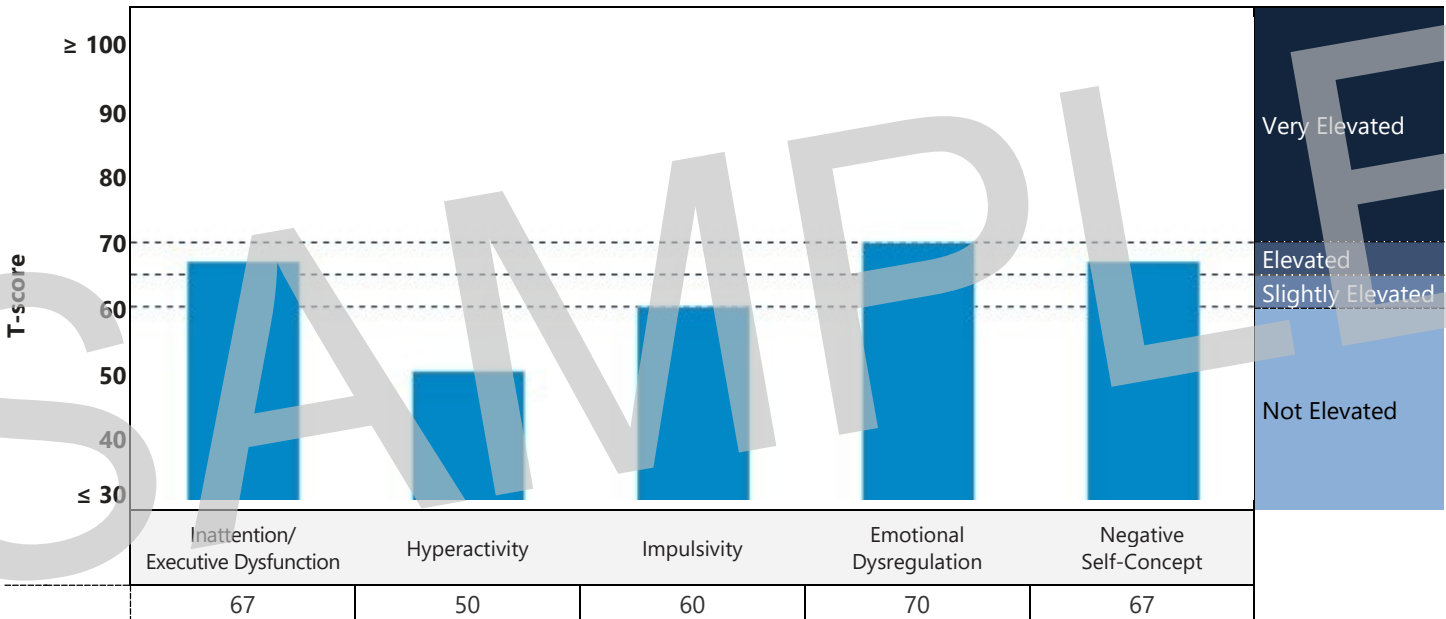 ≥ 100
90
80
70
60
50
40
≤ 30
T-score
Very Elevated
Elevated
Slightly Elevated
Not Elevated
Inattention/
Executive Dysfunction
Hyperactivity
Impulsivity
Emotional
Dysregulation
Negative
Self-Concept
67
50
60
70
67
SAMPLE